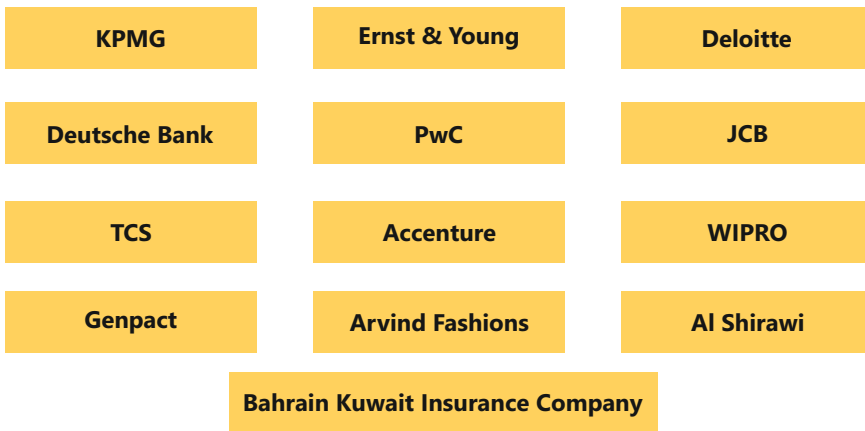 KPMG
Ernst & Young
Deloitte
Deutsche Bank
PwC
JCB
TCS
Accenture
WIPRO
Genpact
Arvind Fashions
Al Shirawi
Bahrain Kuwait Insurance Company